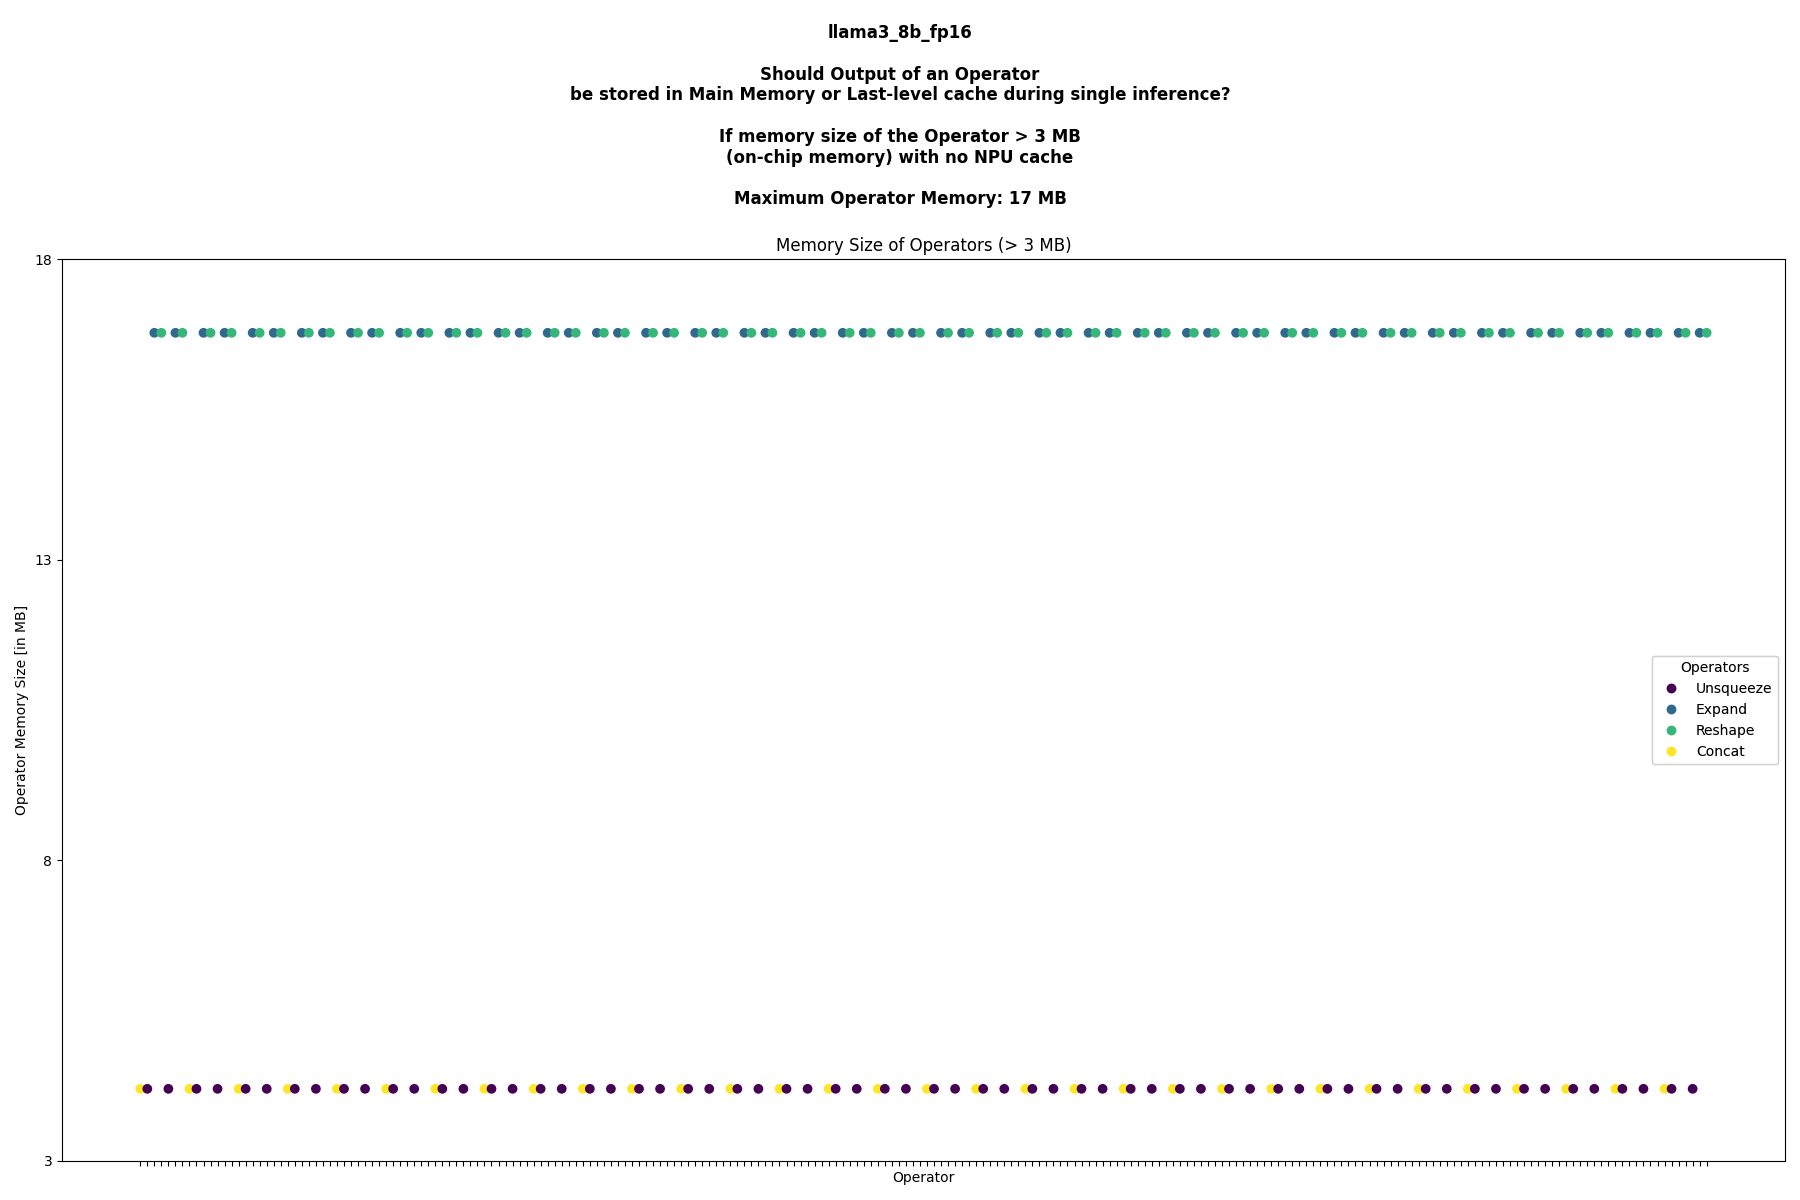 llama3_8b_fp16
Should Output of an Operator
be stored in Main Memory or Last-level cache during single inference?
If memory size of the Operator > 3 MB
(on-chip memory) with no NPU cache
Maximum Operator Memory: 17 MB
Memory Size of Operators (> 3 MB)
18
13
8
3
Operator Memory Size [in MB]
Operators
Unsqueeze
Expand
Reshape
Concat
Operator